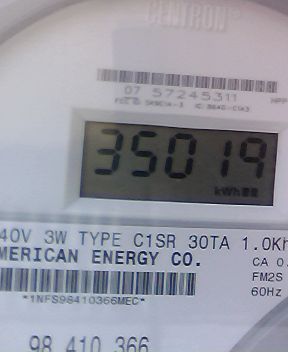 CENTRON®
07 57245311
35019
kWh
40V 3W TYPE C1SR 30TA 1.0Kh
MERICAN ENERGY CO.
CA 0.
FM2S
60Hz
*1NFS98410366MEC*
98 410 366